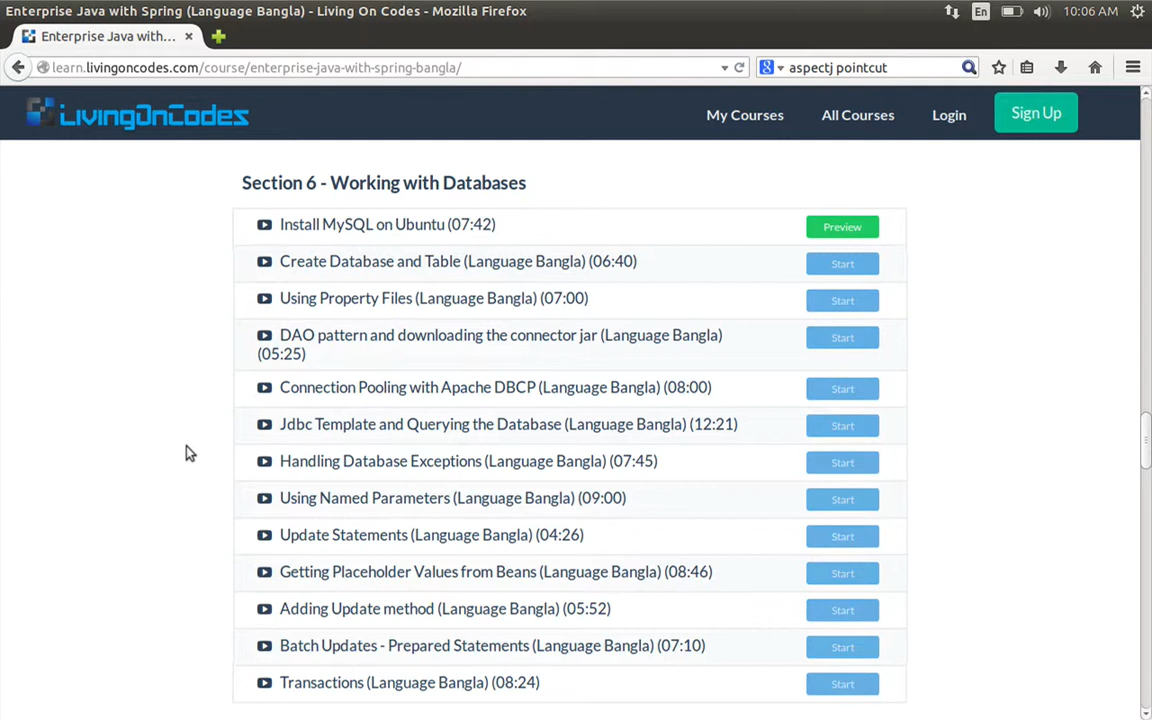 Enterprise Java with Spring (Language Bangla) - Living On Codes - Mozilla Firefox
En
10:06 AM
Enterprise Java with...
learn.livingoncodes.com/course/enterprise-java-with-spring-bangla/
aspectj pointcut
LivingOnCodes
My Courses
All Courses
Login
Sign Up
Section 6 - Working with Databases
Install MySQL on Ubuntu (07:42)
Preview
Create Database and Table (Language Bangla) (06:40)
Start
Using Property Files (Language Bangla) (07:00)
Start
DAO pattern and downloading the connector jar (Language Bangla)
(05:25)
Start
Connection Pooling with Apache DBCP (Language Bangla) (08:00)
Start
Jdbc Template and Querying the Database (Language Bangla) (12:21)
Start
Handling Database Exceptions (Language Bangla) (07:45)
Start
Using Named Parameters (Language Bangla) (09:00)
Start
Update Statements (Language Bangla) (04:26)
Start
Getting Placeholder Values from Beans (Language Bangla) (08:46)
Start
Adding Update method (Language Bangla) (05:52)
Start
Batch Updates - Prepared Statements (Language Bangla) (07:10)
Start
Transactions (Language Bangla) (08:24)
Start